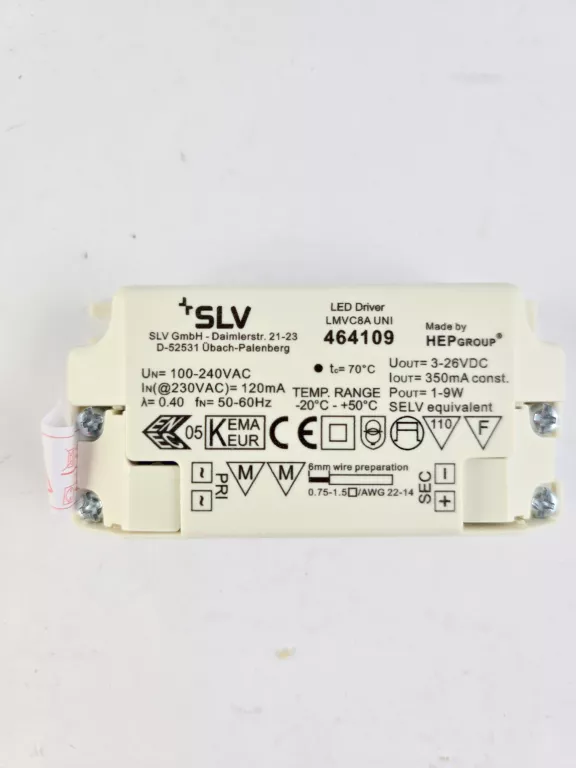 SLV
SLV GmbH - Daimlerstr. 21-23
D-52531 Übach-Palenberg
LED Driver
LMVC8A UNI
464109
Made by
HEPGROUP®
UN= 100-240VAC
IN(@230VAC)= 120mA
λ= 0.40 fN= 50-60Hz
tc= 70°C
TEMP. RANGE
-20°C - +50°C
UOUT= 3-26VDC
IOUT= 350mA const.
POUT= 1-9W
SELV equivalent
ENEC 05
KEMA
EUR
CE
110
F
~
~
PRI
M
M
6mm wire preparation
0.75-1.5□/AWG 22-14
SEC
−
+